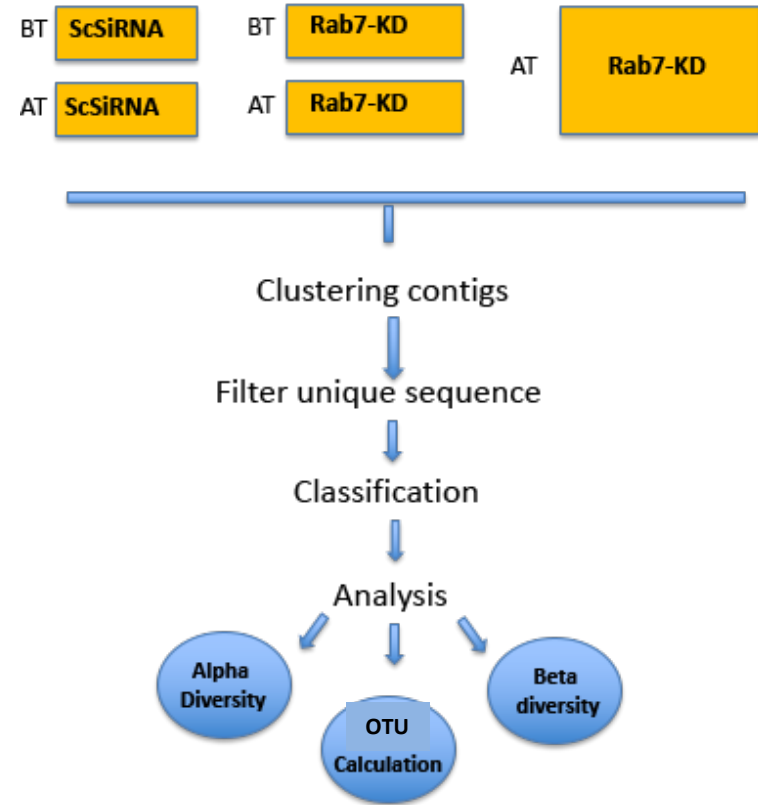 BT ScSiRNA
AT ScSiRNA
BT Rab7-KD
AT Rab7-KD
AT Rab7-KD
Clustering contigs
Filter unique sequence
Classification
Analysis
Alpha
Diversity
OTU
Calculation
Beta
diversity